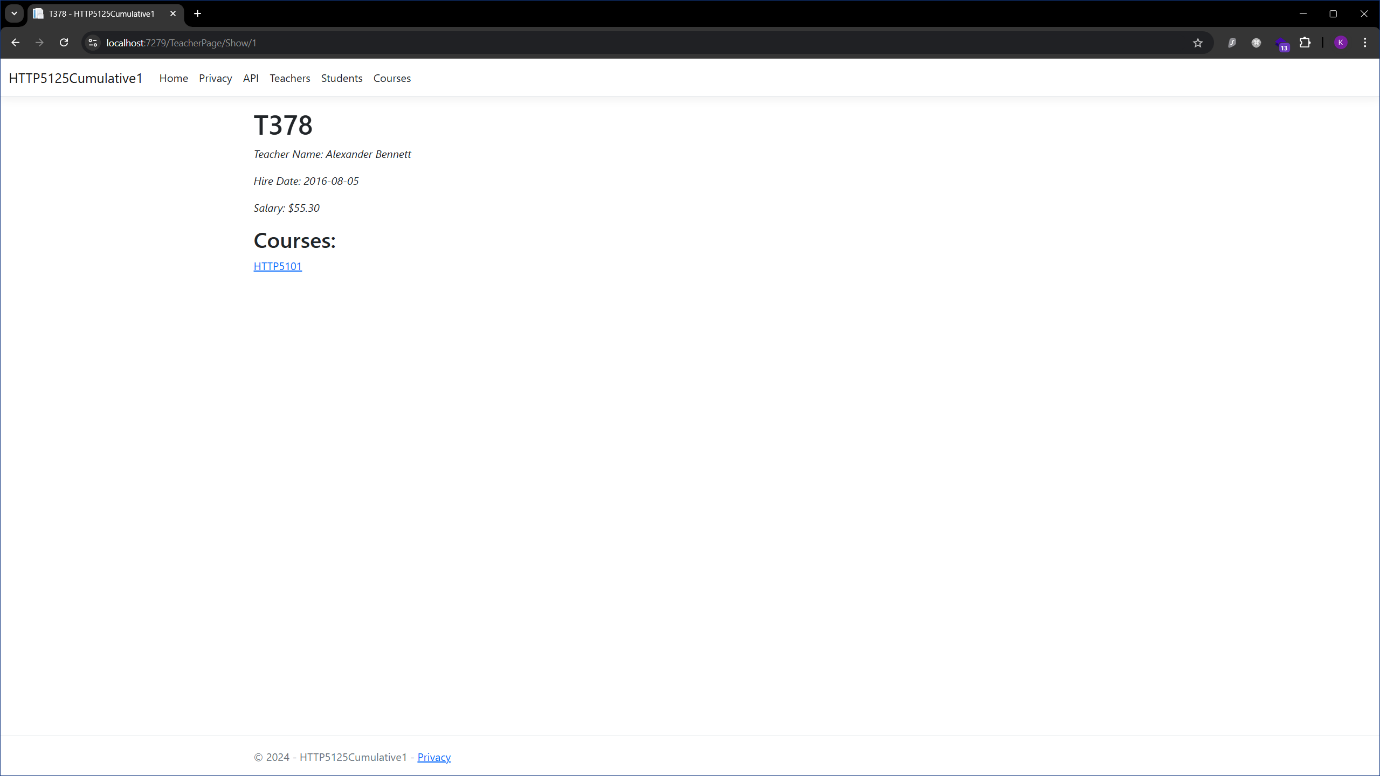 T378 - HTTP5125Cumulative1
localhost:7279/TeacherPage/Show/1
13
K
HTTP5125Cumulative1 Home Privacy API Teachers Students Courses
T378
Teacher Name: Alexander Bennett
Hire Date: 2016-08-05
Salary: $55.30
Courses:
HTTP5101
© 2024 - HTTP5125Cumulative1 - Privacy